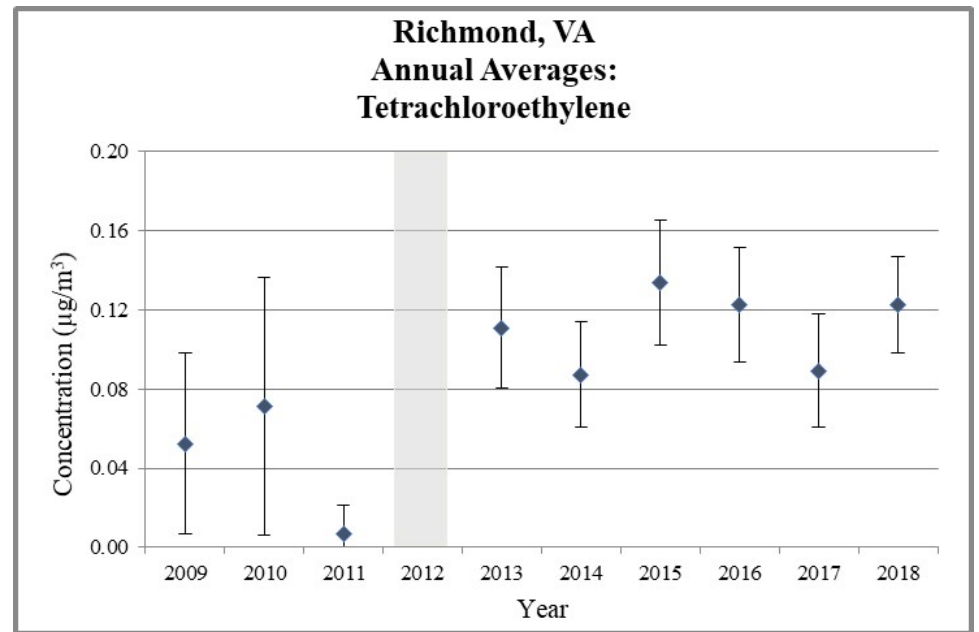 Richmond, VA
Annual Averages:
Tetrachloroethylene
0.20
0.16
0.12
0.08
0.04
0.00
Concentration (µg/m³)
2009 2010 2011 2012 2013 2014 2015 2016 2017 2018
Year